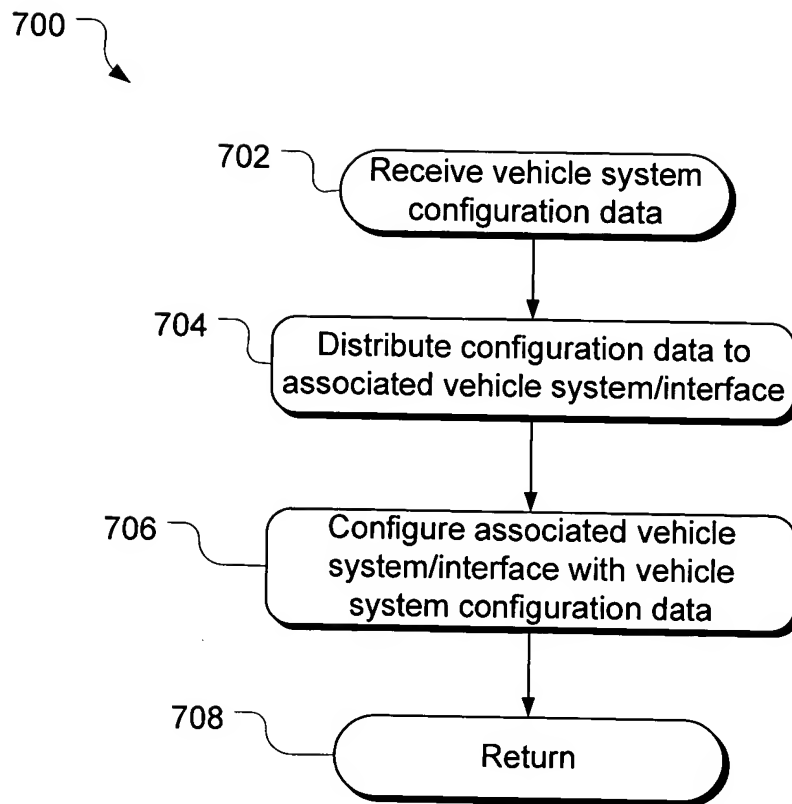 700
702
Receive vehicle system
configuration data
704
Distribute configuration data to
associated vehicle system/interface
706
Configure associated vehicle
system/interface with vehicle
system configuration data
708
Return